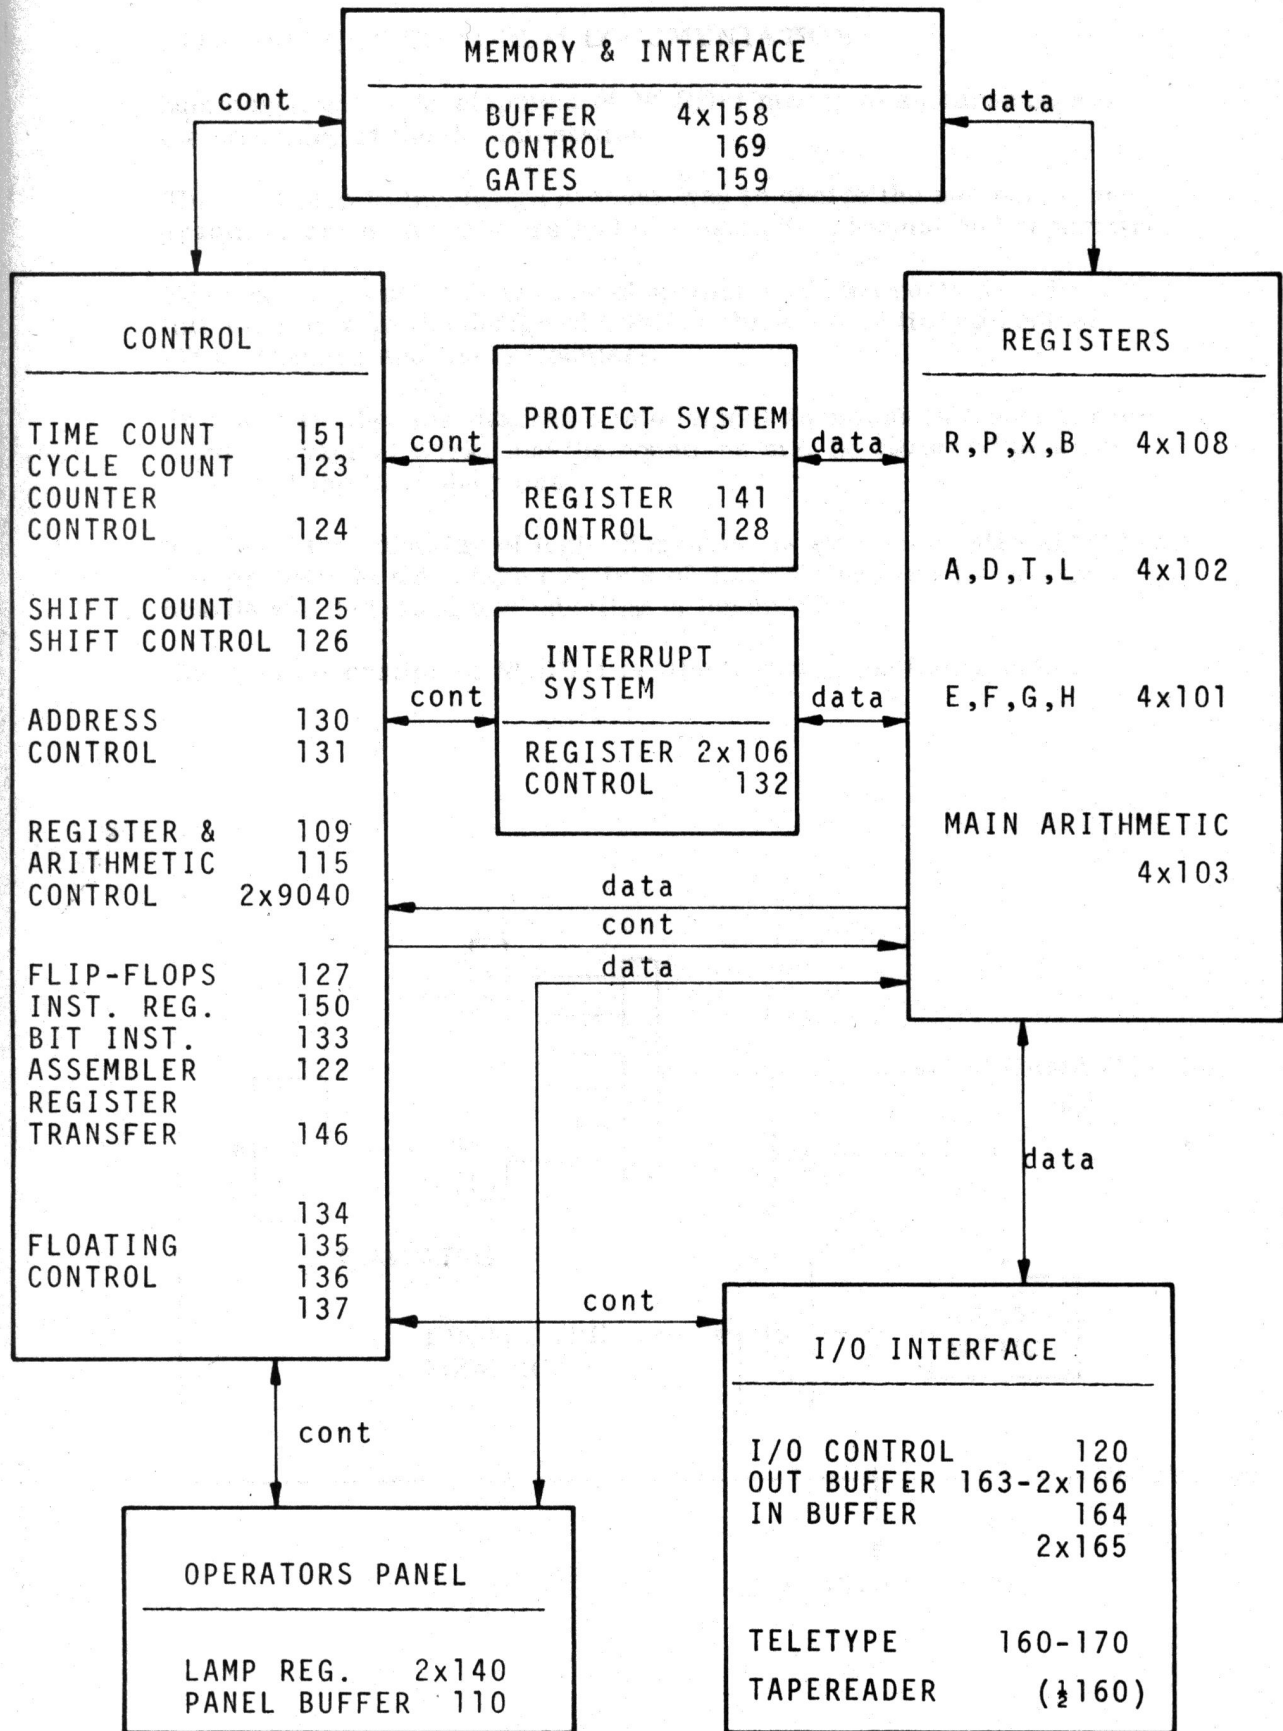 MEMORY & INTERFACE
BUFFER 4x158
CONTROL 169
GATES 159
cont
data
CONTROL
TIME COUNT 151
CYCLE COUNT 123
COUNTER
CONTROL 124
SHIFT COUNT 125
SHIFT CONTROL 126
ADDRESS 130
CONTROL 131
REGISTER & 109
ARITHMETIC 115
CONTROL 2x9040
FLIP-FLOPS 127
INST. REG. 150
BIT INST. 133
ASSEMBLER 122
REGISTER
TRANSFER 146
134
FLOATING 135
CONTROL 136
137
cont
PROTECT SYSTEM
REGISTER 141
CONTROL 128
data
cont
INTERRUPT
SYSTEM
REGISTER 2x106
CONTROL 132
data
REGISTERS
R,P,X,B 4x108
A,D,T,L 4x102
E,F,G,H 4x101
MAIN ARITHMETIC
4x103
data
cont
data
data
cont
cont
I/O INTERFACE
I/O CONTROL 120
OUT BUFFER 163-2x166
IN BUFFER 164
2x165
TELETYPE 160-170
TAPEREADER (½160)
OPERATORS PANEL
LAMP REG. 2x140
PANEL BUFFER 110